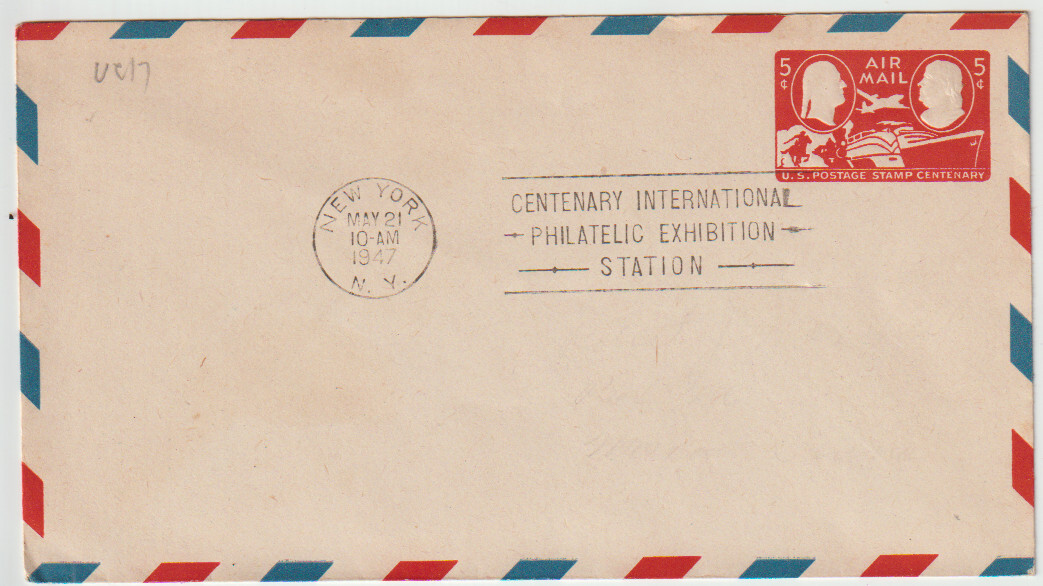 UC17
5¢ AIR MAIL 5¢
U.S. POSTAGE STAMP CENTENARY
NEW YORK
MAY 21
10-AM
1947
N. Y.
CENTENARY INTERNATIONAL
PHILATELIC EXHIBITION
STATION